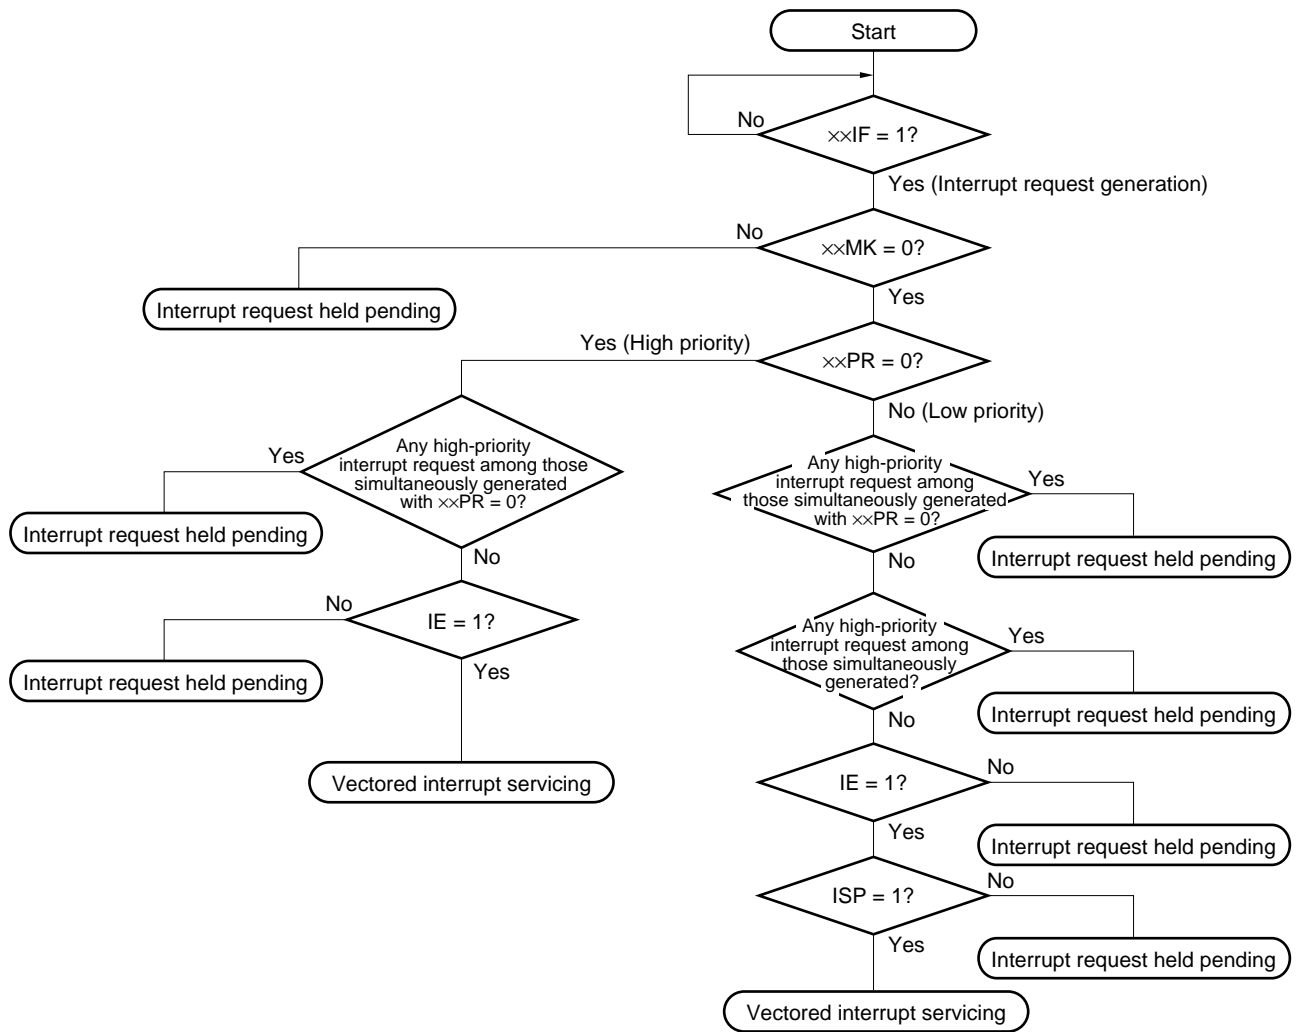 Start
No
××IF = 1?
Yes (Interrupt request generation)
No
××MK = 0?
Interrupt request held pending
Yes
Yes (High priority)
××PR = 0?
No (Low priority)
Yes
Any high-priority
interrupt request among those
simultaneously generated
with ××PR = 0?
Any high-priority
interrupt request among
those simultaneously generated
with ××PR = 0?
Yes
Interrupt request held pending
Interrupt request held pending
No
No
No
IE = 1?
Any high-priority
interrupt request among
those simultaneously
generated?
Yes
Interrupt request held pending
Yes
Interrupt request held pending
No
Vectored interrupt servicing
IE = 1?
No
Yes
Interrupt request held pending
ISP = 1?
No
Yes
Interrupt request held pending
Vectored interrupt servicing